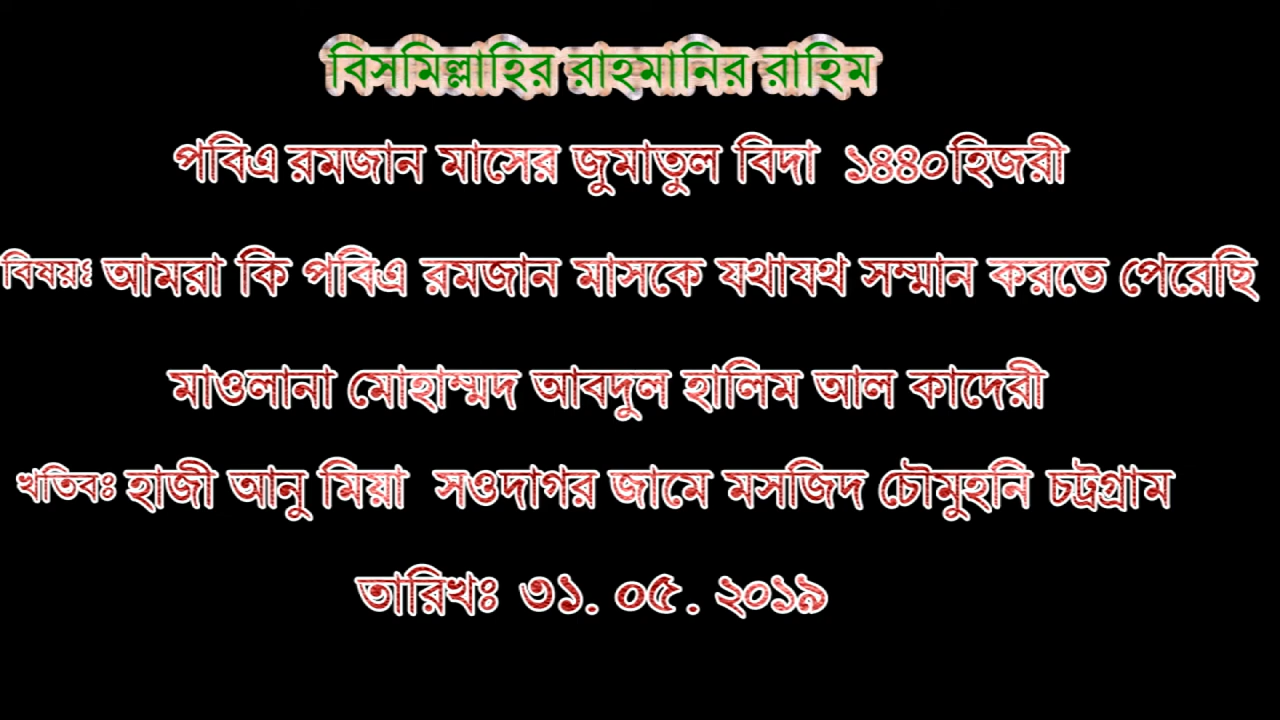 বিসমিল্লাহির রাহমানির রাহিম
পবিএ রমজান মাসের জুমাতুল বিদা ১৪৪০হিজরী
বিষয়ঃ আমরা কি পবিএ রমজান মাসকে যথাযথ সম্মান করতে পেরেছি
মাওলানা মোহাম্মদ আবদুল হালিম আল কাদেরী
খতিবঃ হাজী আনু মিয়া সওদাগর জামে মসজিদ চৌমুহনি চট্রগ্রাম
তারিখঃ ৩১. ০৫. ২০১৯